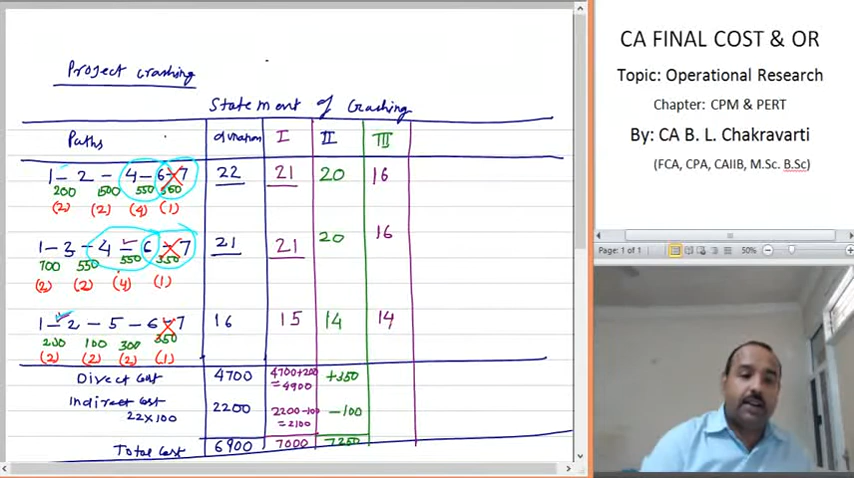 Project crashing
Statement of Crashing
Paths duration I II III
1 - 2 - 4 - 6 - 7 22 21 20 16
200 1500 550
(2) (2) (4) (1)
1 - 3 - 4 - 6 - 7 21 21 20 16
700 550 550 350
(2) (2) (4) (1)
1 - 2 - 5 - 6 - 7 16 15 14 14
200 100 300 350
(2) (2) (2) (1)
Direct Cost 4700 4700+200 +350
= 4900
Indirect Cost 2200 2200-100 -100
22x100 = 2100
Total Cost 6900 7000 7250
CA FINAL COST & OR
Topic: Operational Research
Chapter: CPM & PERT
By: CA B. L. Chakravarti
(FCA, CPA, CAIIB, M.Sc. B.Sc)
Page: 1 of 1 50%